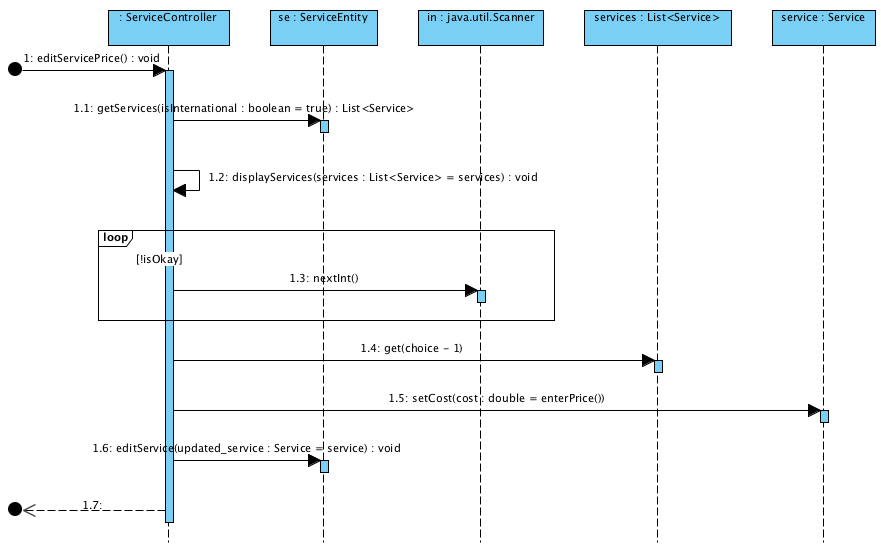 : ServiceController
se : ServiceEntity
in : java.util.Scanner
services : List<Service>
service : Service
1: editServicePrice() : void
1.1: getServices(isInternational : boolean = true) : List<Service>
1.2: displayServices(services : List<Service> = services) : void
loop
[!isOkay]
1.3: nextInt()
1.4: get(choice - 1)
1.5: setCost(cost : double = enterPrice())
1.6: editService(updated_service : Service = service) : void
1.7: